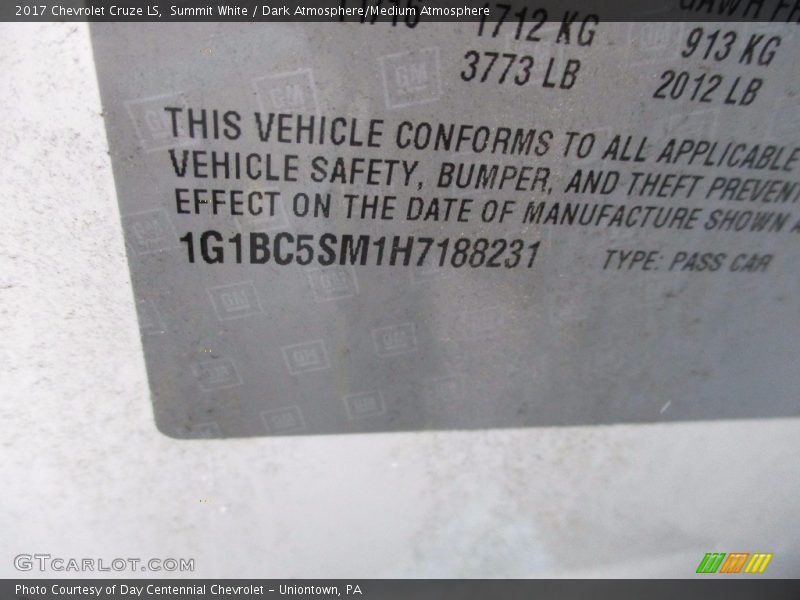 2017 Chevrolet Cruze LS,  Summit White / Dark Atmosphere/Medium Atmosphere
1712 KG 913 KG
3773 LB 2012 LB
THIS VEHICLE CONFORMS TO ALL APPLICABLE
VEHICLE SAFETY, BUMPER, AND THEFT PREVENT
EFFECT ON THE DATE OF MANUFACTURE SHOWN A
1G1BC5SM1H7188231 TYPE: PASS CAR
GM
GTCARLOT.COM
Photo Courtesy of Day Centennial Chevrolet - Uniontown, PA